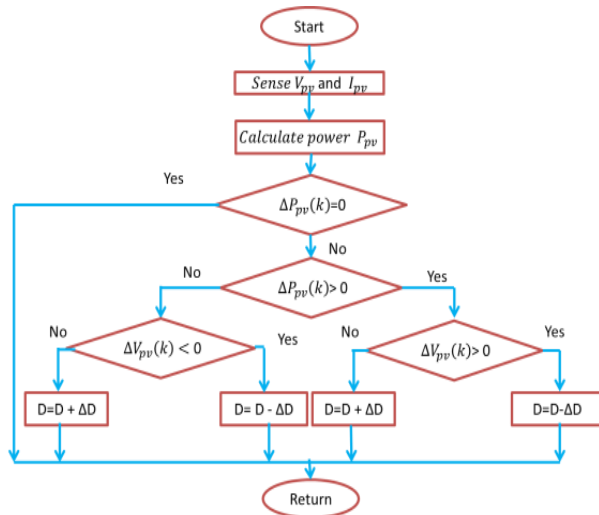 Start
Sense V_pv and I_pv
Calculate power P_pv
Yes
ΔP_pv(k)=0
No
No
ΔP_pv(k)> 0
Yes
No
ΔV_pv(k) < 0
Yes
No
ΔV_pv(k)> 0
Yes
D=D + ΔD
D= D - ΔD
D=D + ΔD
D=D-ΔD
Return